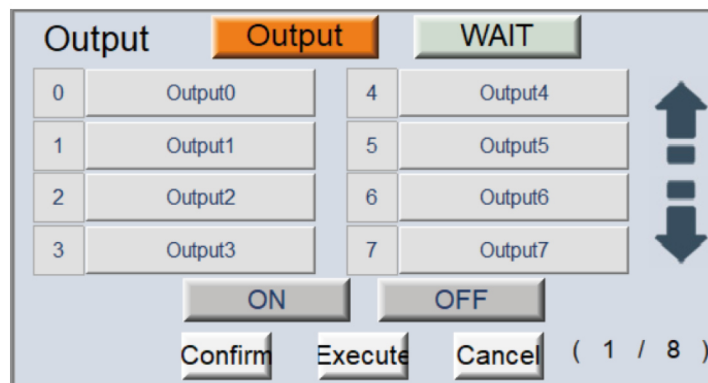 Output Output WAIT
0 Output0 4 Output4
1 Output1 5 Output5
2 Output2 6 Output6
3 Output3 7 Output7
ON OFF
Confirm Execute Cancel ( 1 / 8 )